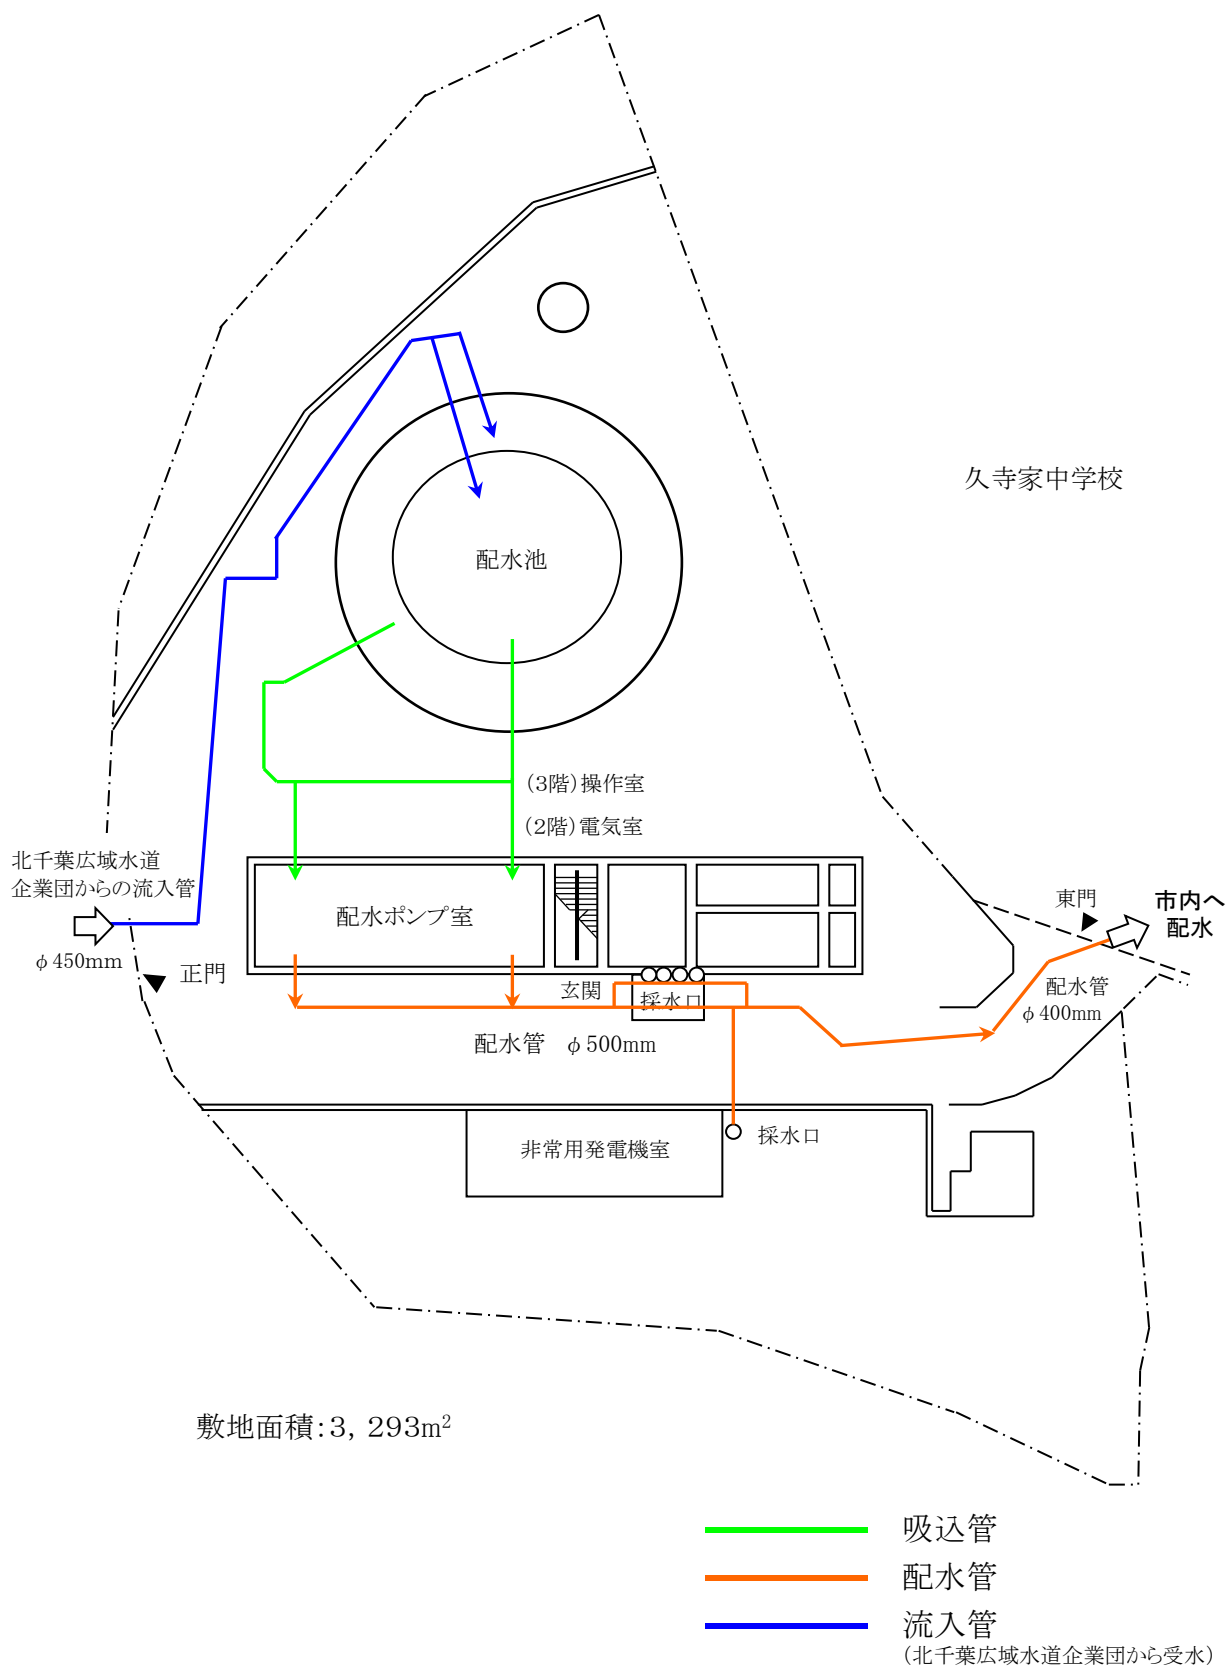 久寺家中学校
配水池
(3階)操作室
(2階)電気室
北千葉広域水道
企業団からの流入管
φ450mm
正門
配水ポンプ室
玄関
採水口
東門
市内へ
配水
配水管
φ400mm
配水管 φ500mm
非常用発電機室
採水口
敷地面積:3,293m²
吸込管
配水管
流入管
(北千葉広域水道企業団から受水)